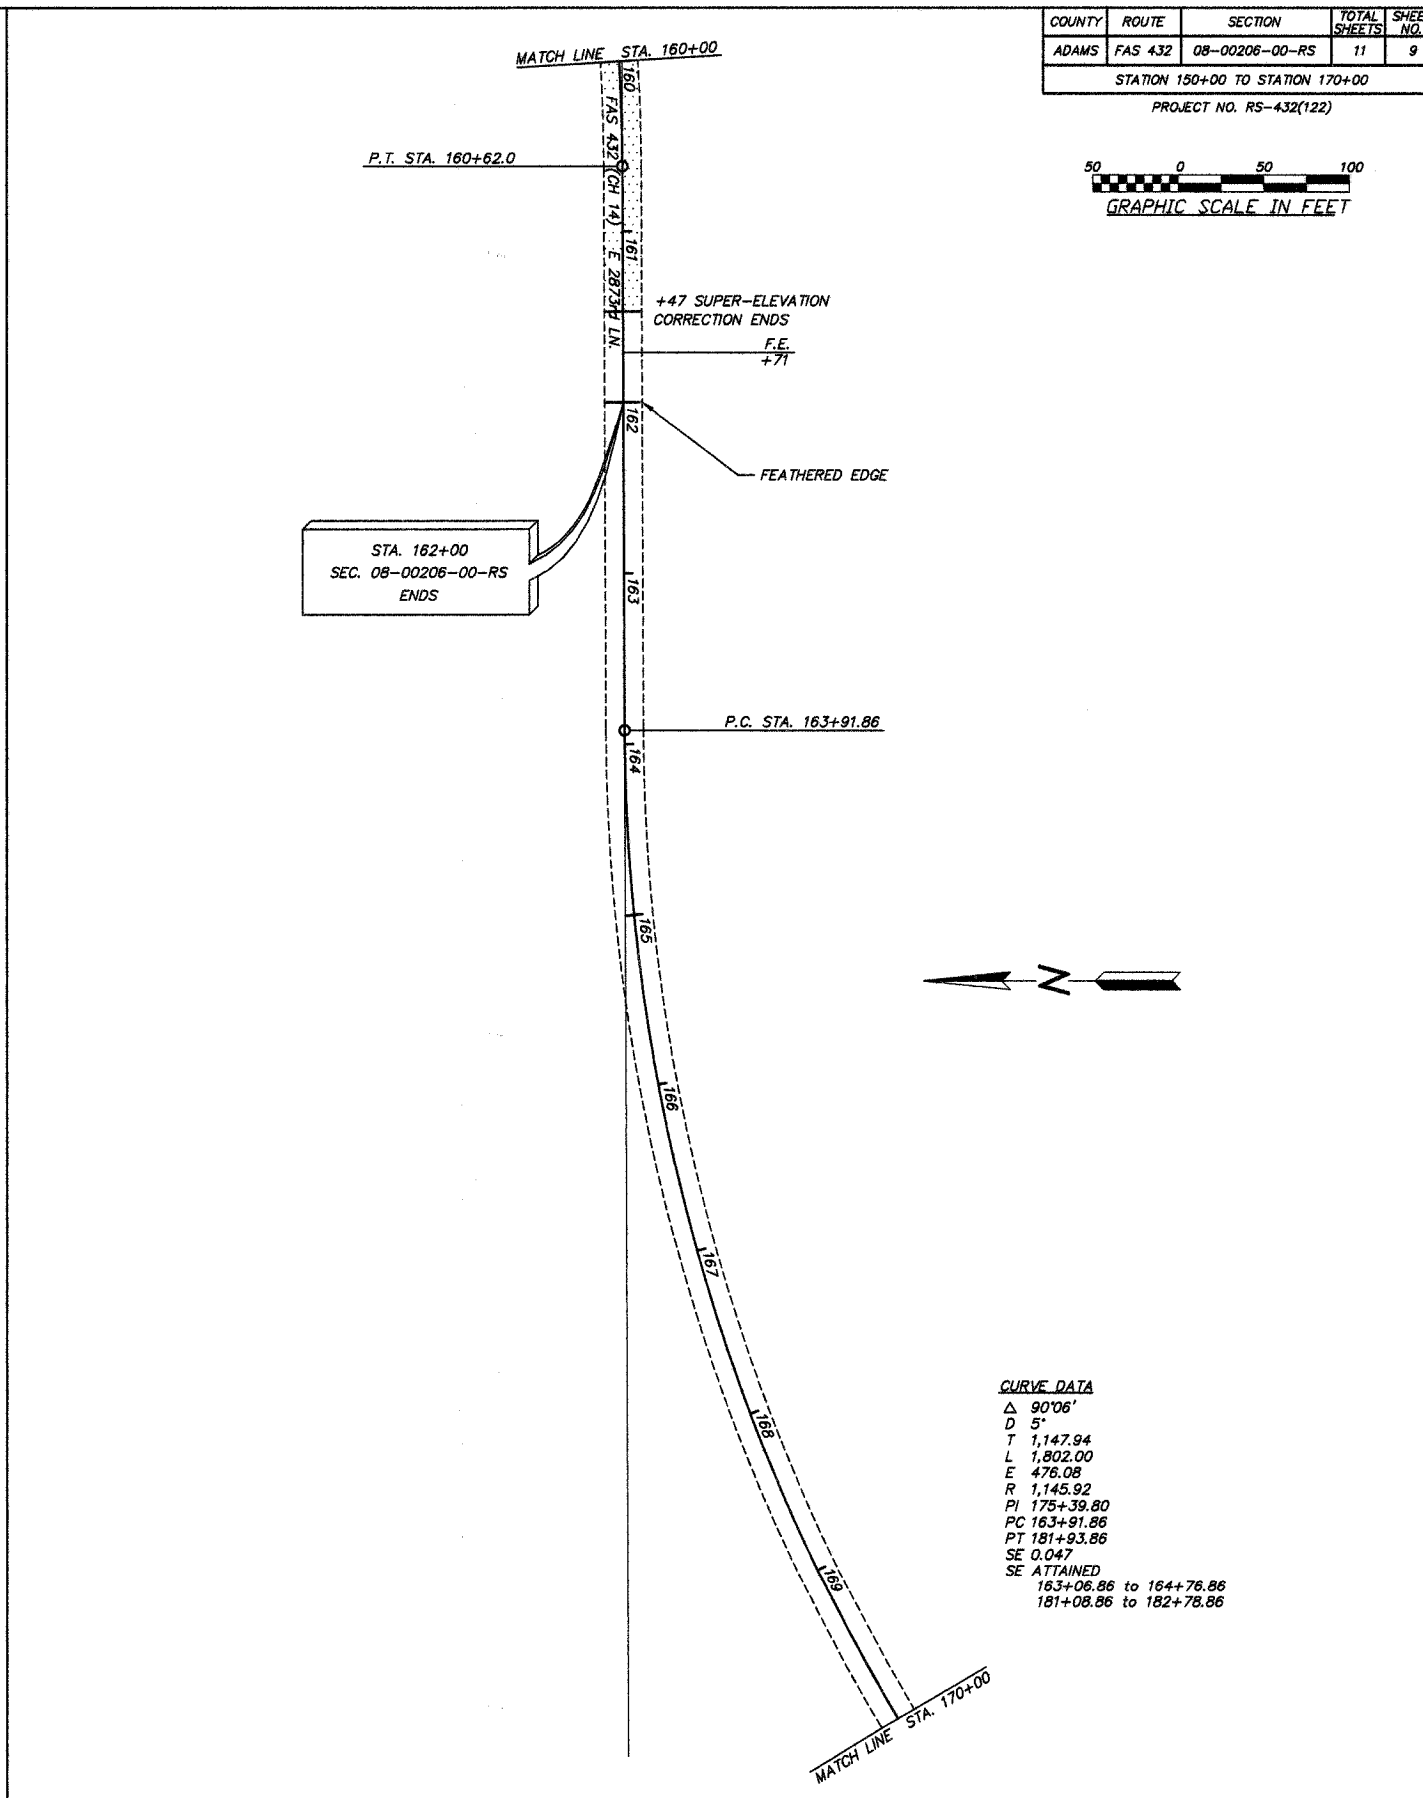 COUNTY ROUTE SECTION TOTAL SHEETS SHEE NO.
ADAMS FAS 432 08-00206-00-RS 11 9
STATION 150+00 TO STATION 170+00
PROJECT NO. RS-432(122)
50 0 50 100
GRAPHIC SCALE IN FEET
MATCH LINE STA. 160+00
160
FAS 432 (CH 14) E 2873rd LN.
P.T. STA. 160+62.0
161
+47 SUPER-ELEVATION
CORRECTION ENDS
F.E.
+71
162
FEATHERED EDGE
STA. 162+00
SEC. 08-00206-00-RS
ENDS
163
P.C. STA. 163+91.86
164
165
N
166
167
168
169
CURVE DATA
Δ 90°06'
D 5°
T 1,147.94
L 1,802.00
E 476.08
R 1,145.92
PI 175+39.80
PC 163+91.86
PT 181+93.86
SE 0.047
SE ATTAINED
163+06.86 to 164+76.86
181+08.86 to 182+78.86
MATCH LINE STA. 170+00